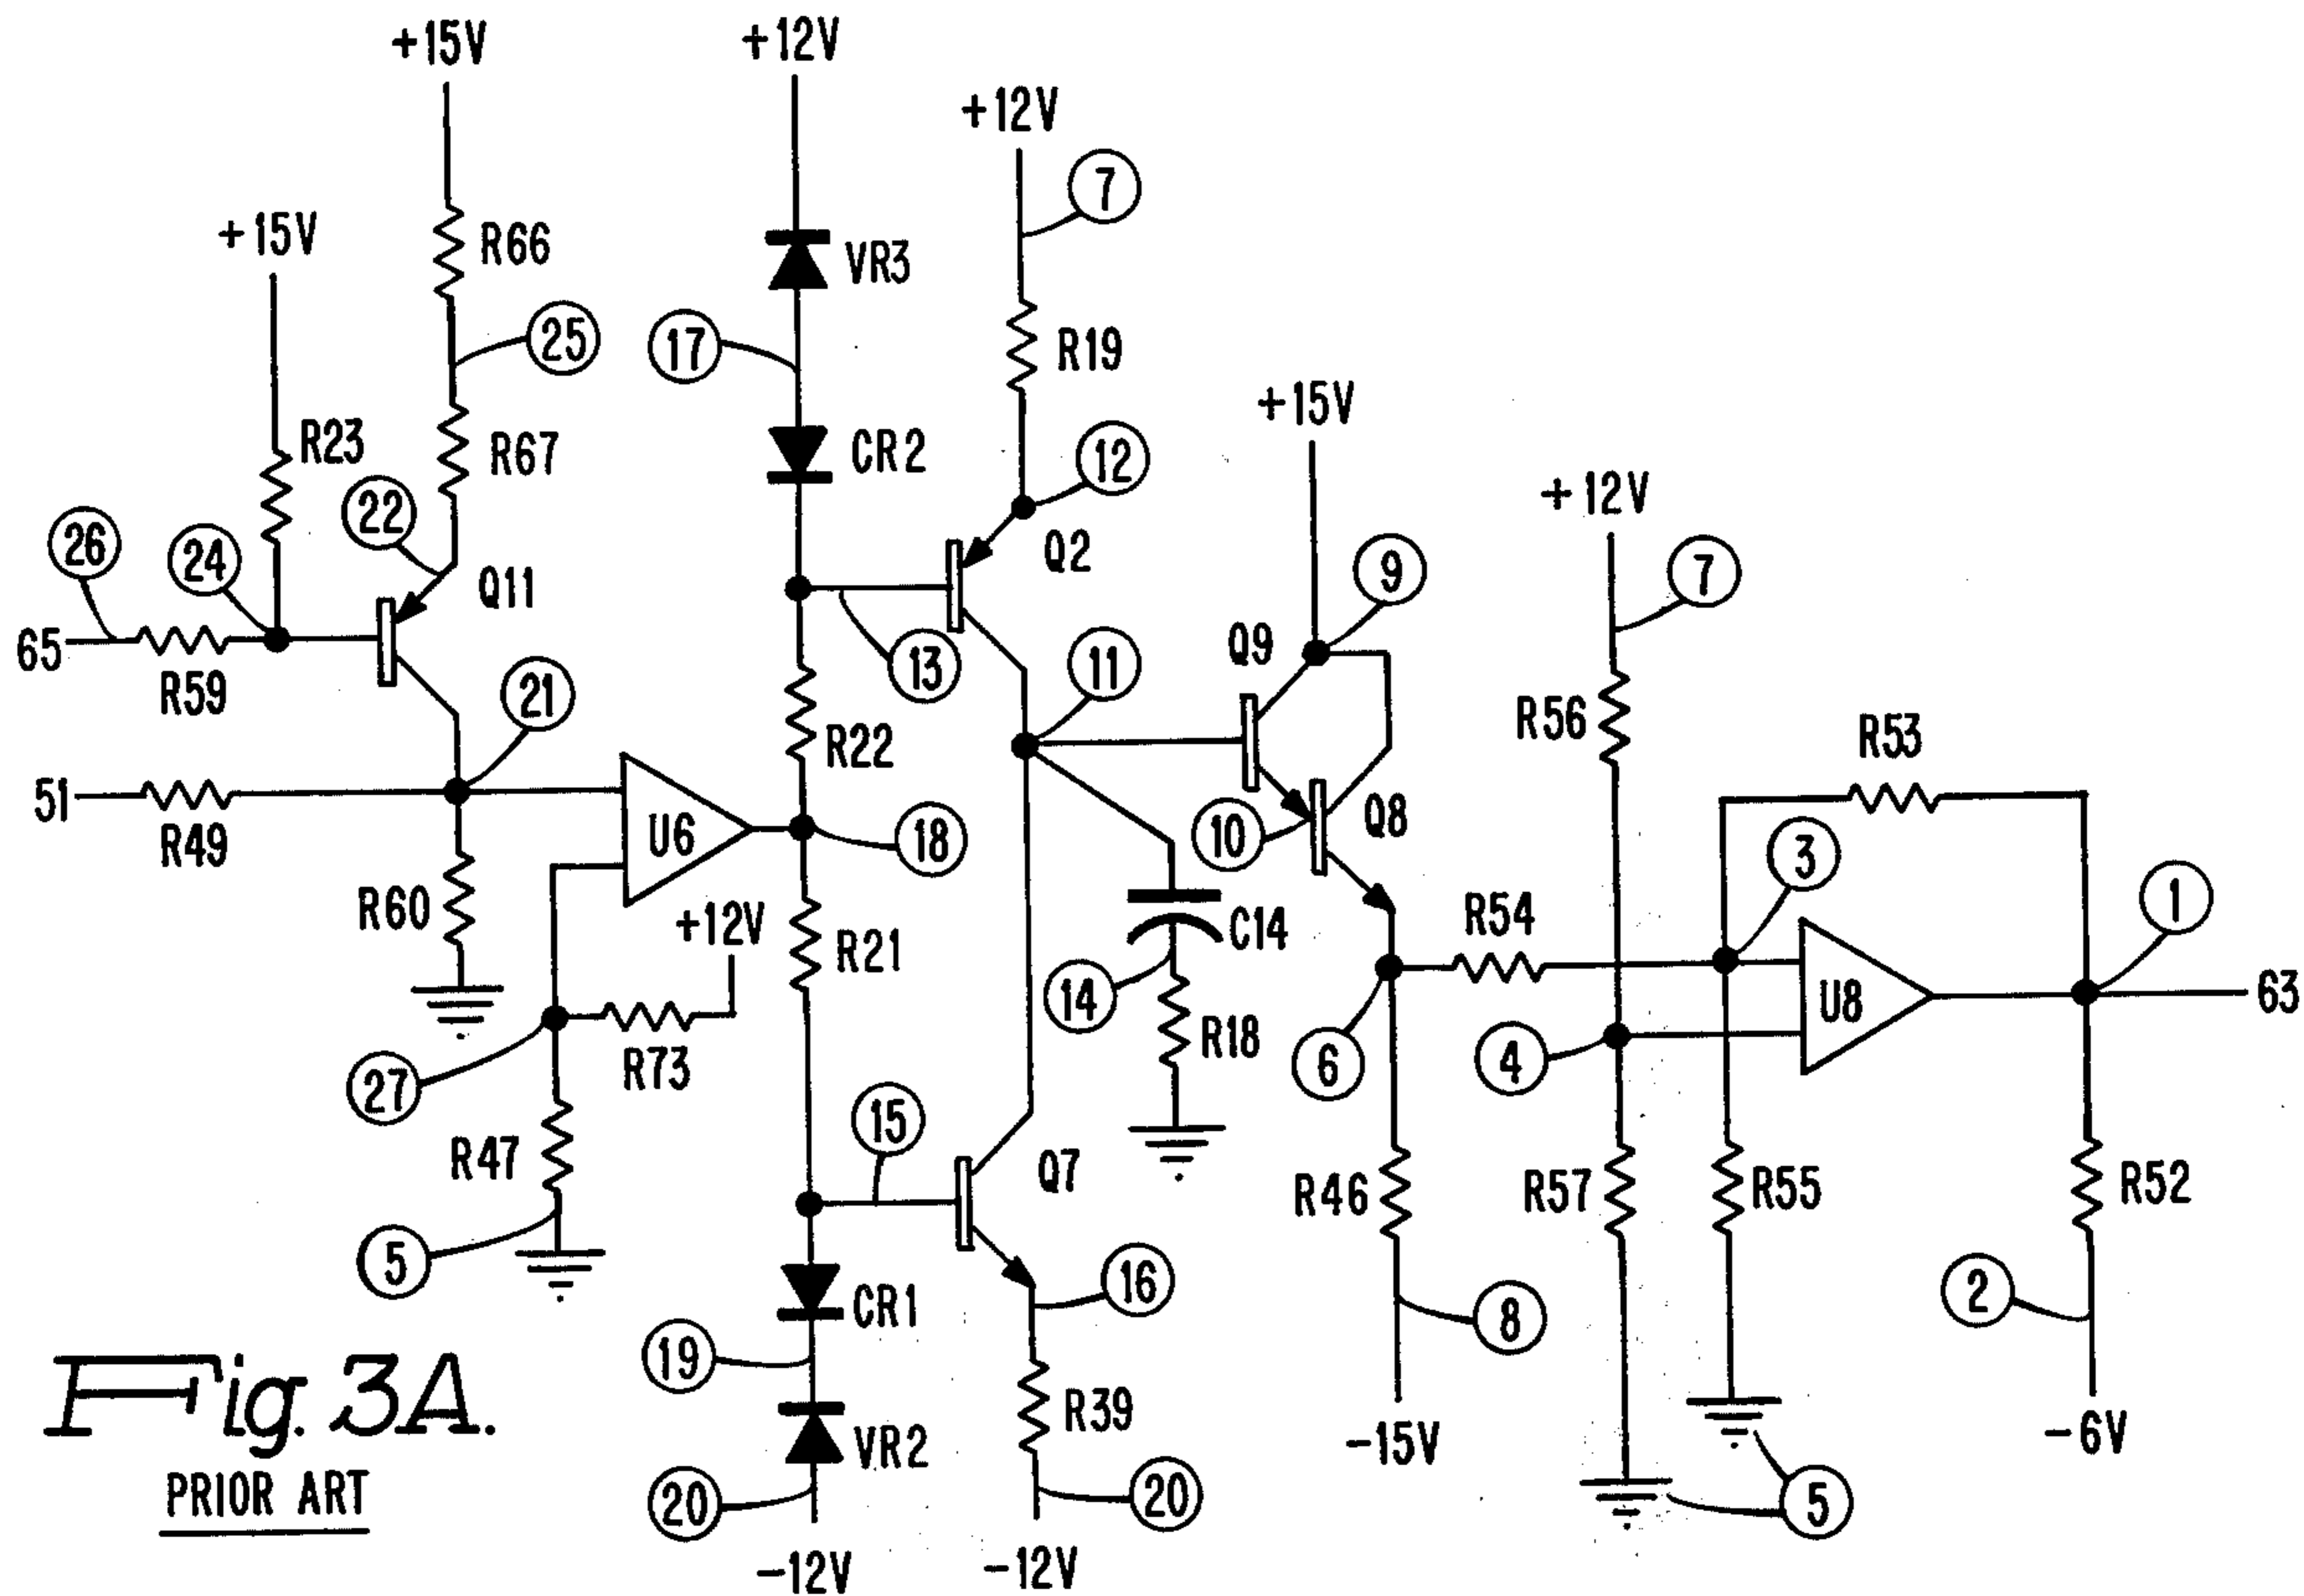 +15V
+12V
+12V
7
+15V
R66
VR3
25
17
R19
+15V
R23
R67
CR2
12
+12V
22
26
24
Q11
Q2
9
7
65
R59
13
11
Q9
21
R22
R56
R53
51
R49
U6
18
10
Q8
3
R60
+12V
R21
C14
R54
1
14
U8
63
27
R73
R18
6
4
15
R47
Q7
R46
R57
R55
R52
5
CR1
16
2
19
8
Fig. 3A.
VR2
R39
-15V
-6V
PRIOR ART
20
20
5
-12V
-12V